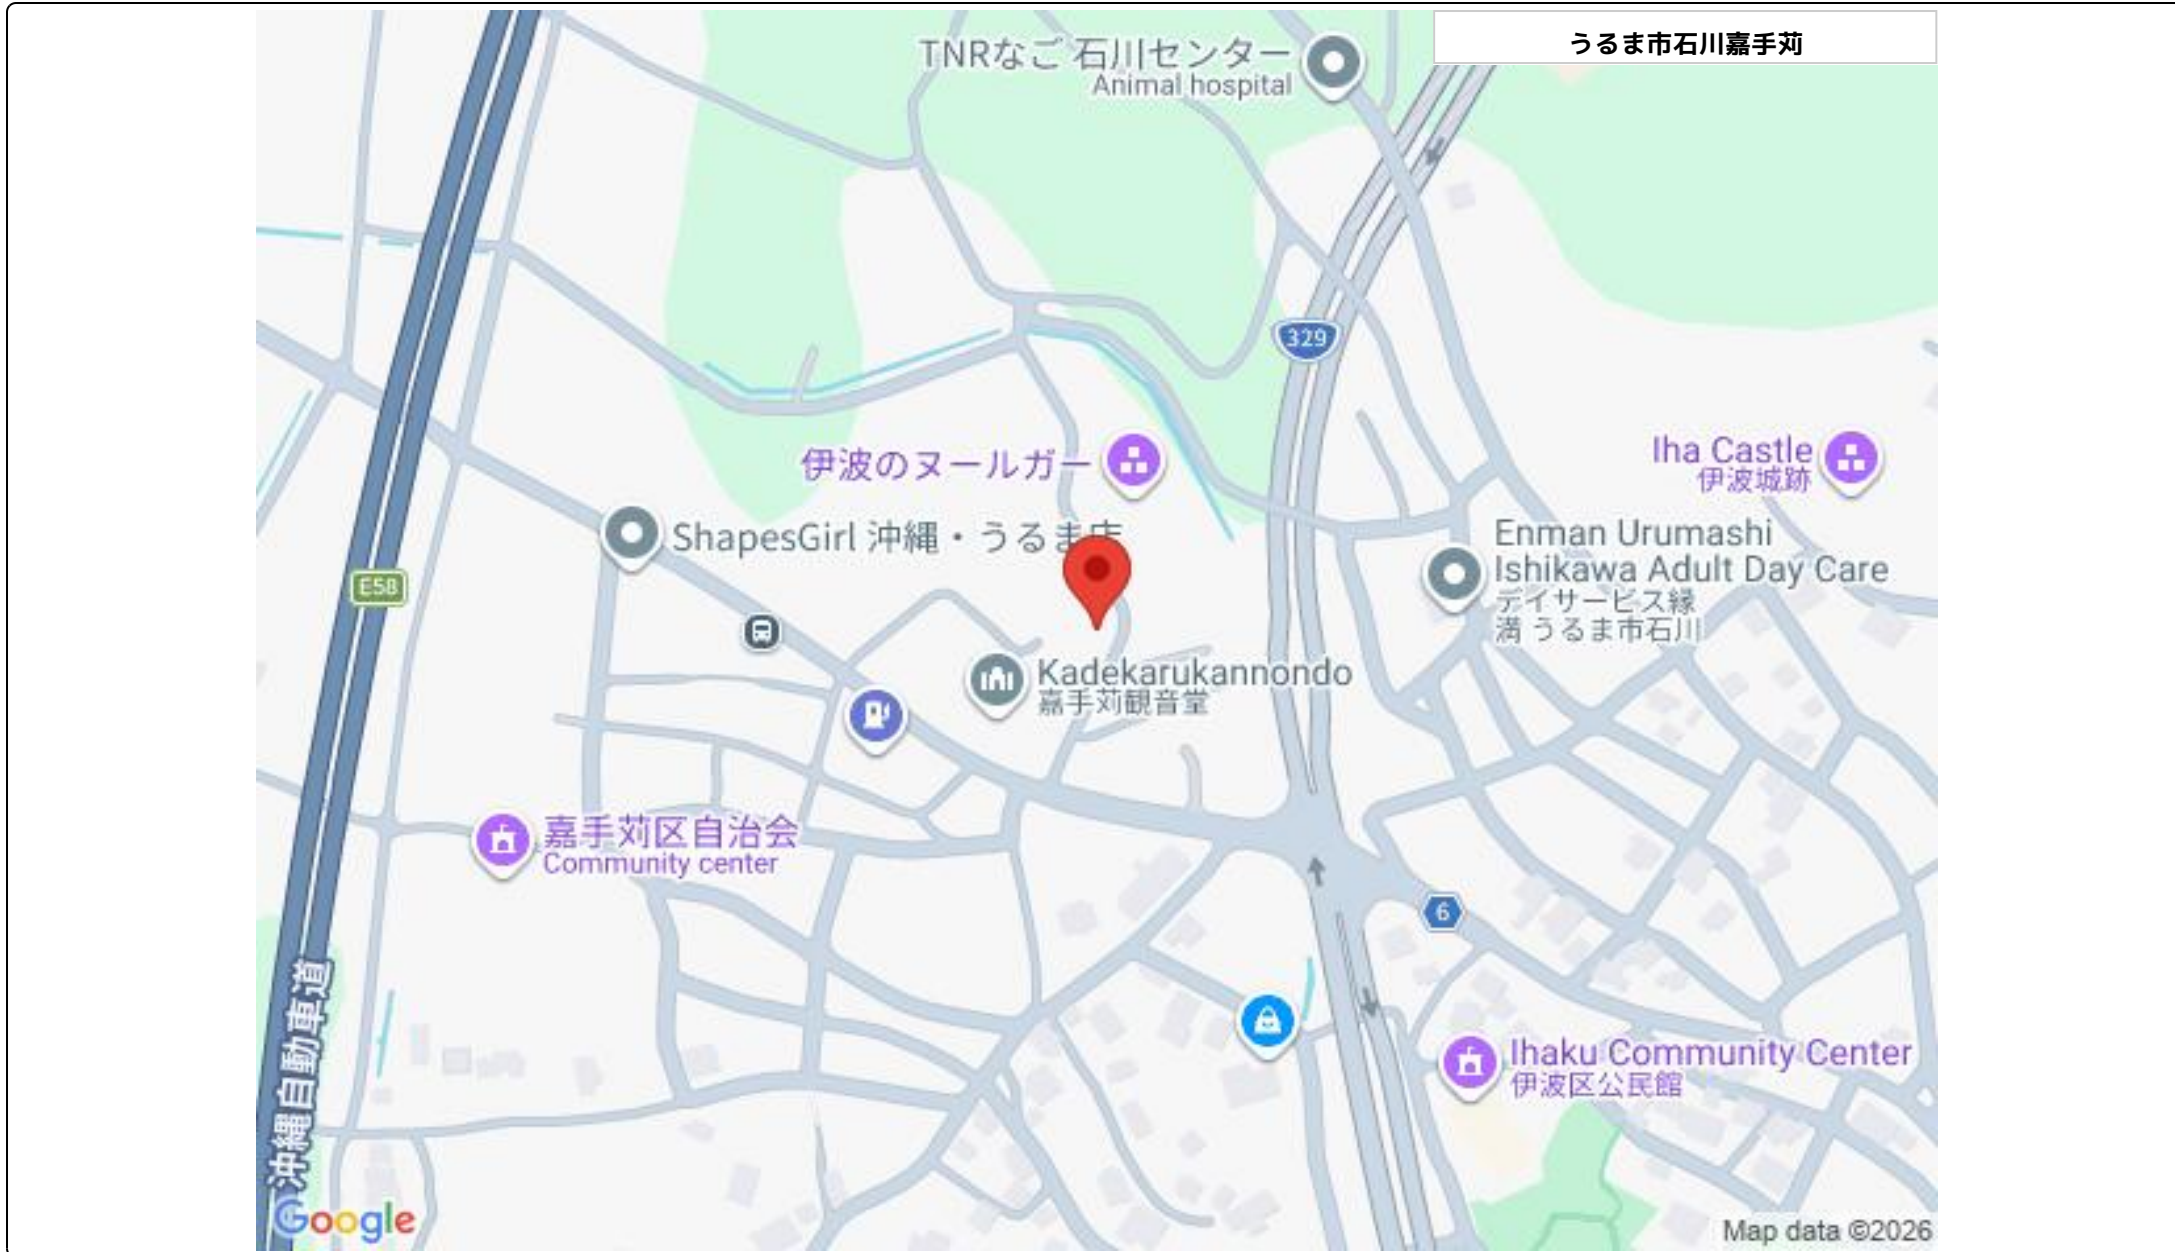 うるま市石川嘉手苅
TNRなご 石川センター
Animal hospital
329
伊波のヌールガー
Iha Castle
伊波城跡
ShapesGirl 沖縄・うるま店
Enman Urumashi
Ishikawa Adult Day Care
デイサービス縁
満 うるま市石川
E58
Kadekarukannondo
嘉手苅観音堂
嘉手苅区自治会
Community center
6
沖縄自動車道
Ihaku Community Center
伊波区公民館
Google
Map data ©2026